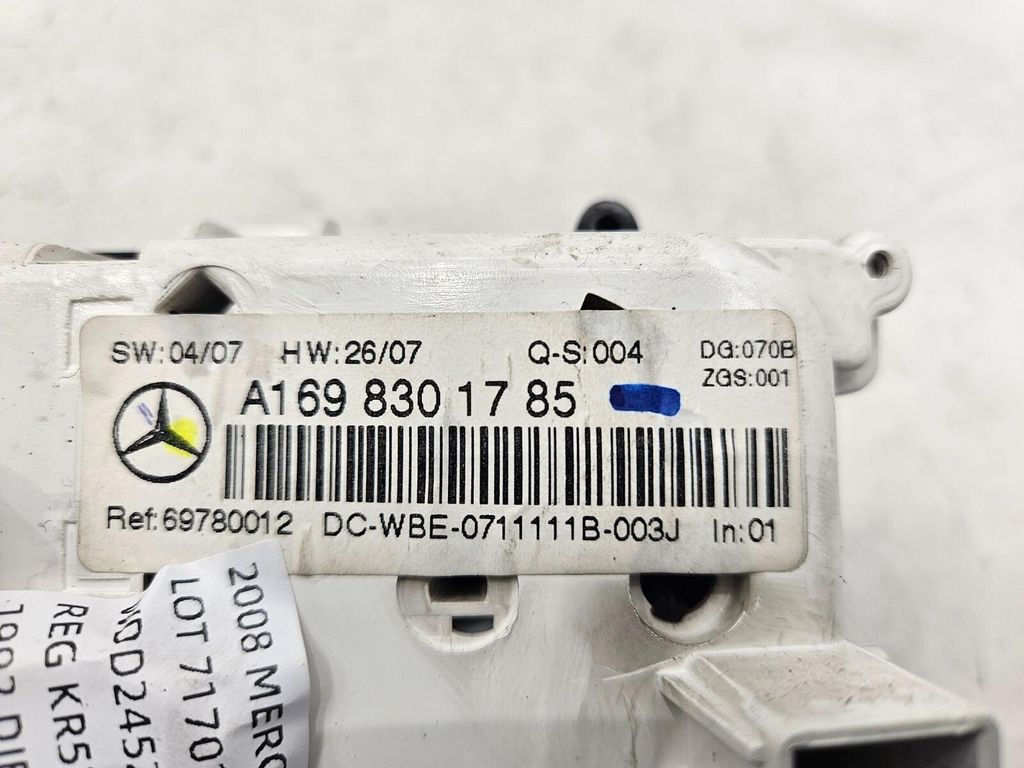 SW:04/07 HW:26/07 Q-S:004 DG:070B
ZGS:001
A169 830 17 85
Ref:69780012 DC-WBE-0711111B-003J In:01
2008 MERC
LOT 7170
REG KR5